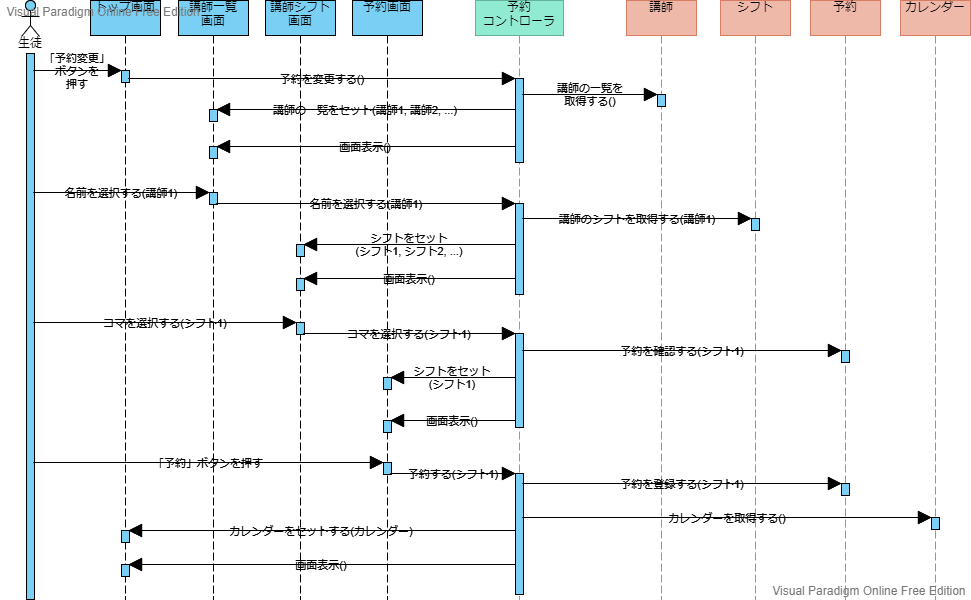 Visual Paradigm Online Free Edition
トップ画面
講師一覧
画面
講師シフト
画面
予約画面
予約
コントローラ
講師
シフト
予約
カレンダー
生徒
「予約変更」
ボタンを
押す
予約を変更する()
講師の一覧を
取得する()
講師の一覧をセット(講師1, 講師2, ...)
画面表示()
名前を選択する(講師1)
名前を選択する(講師1)
講師のシフトを取得する(講師1)
シフトをセット
(シフト1, シフト2, ...)
画面表示()
コマを選択する(シフト1)
コマを選択する(シフト1)
予約を確認する(シフト1)
シフトをセット
(シフト1)
画面表示()
「予約」ボタンを押す
予約する(シフト1)
予約を登録する(シフト1)
カレンダーを取得する()
カレンダーをセットする(カレンダー)
画面表示()
Visual Paradigm Online Free Edition